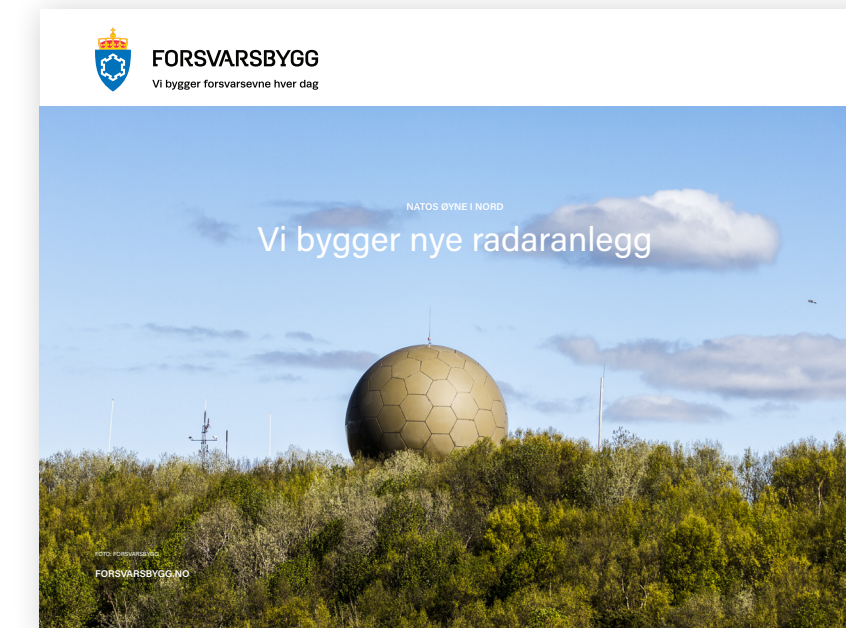 FORSVARSBYGG
Vi bygger forsvarsevne hver dag
NATOS ØYNE I NORD
Vi bygger nye radaranlegg
FOTO: FORSVARSBYGG
FORSVARSBYGG.NO